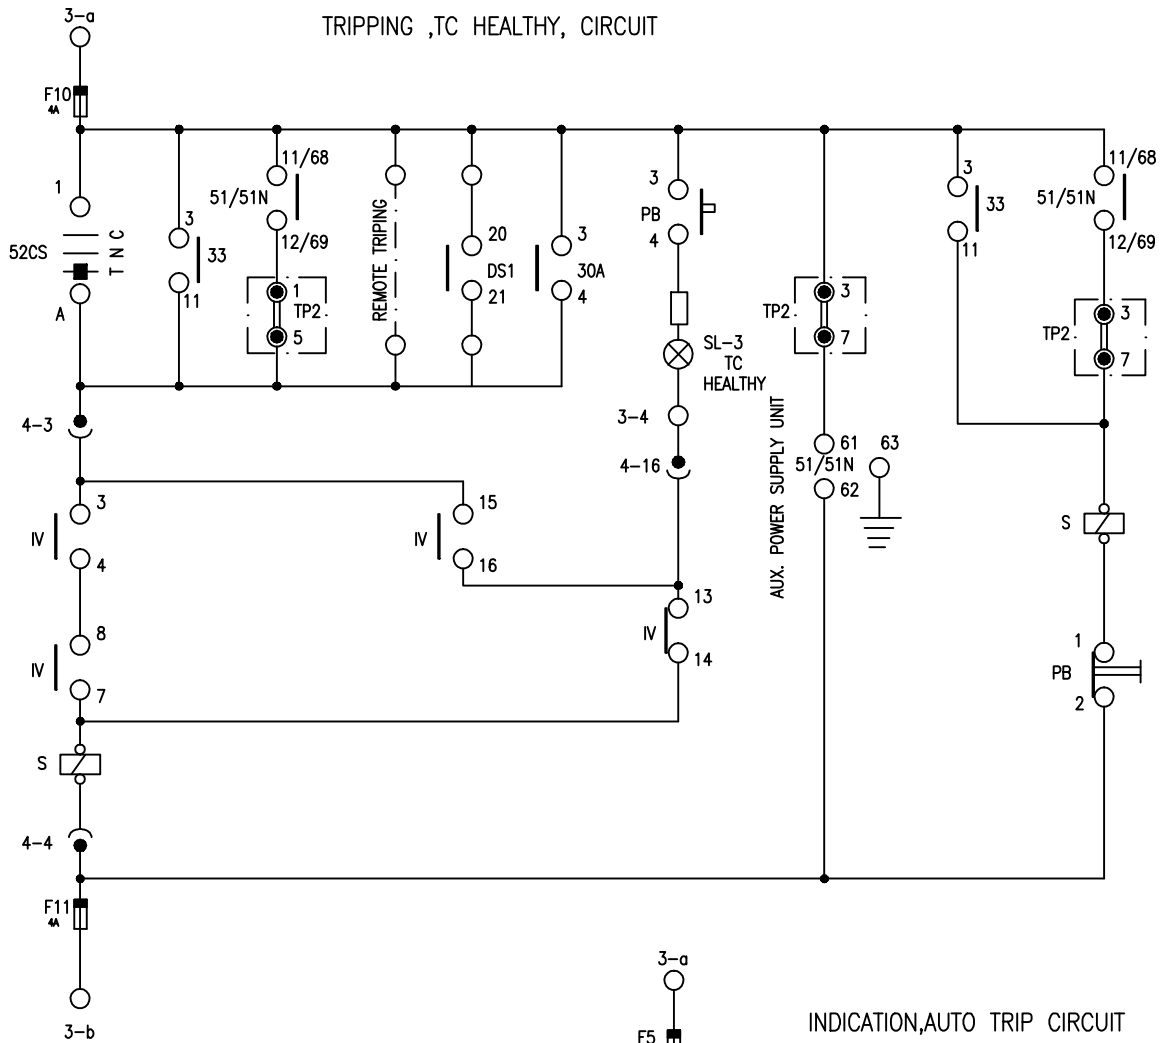 3-a
TRIPPING ,TC HEALTHY, CIRCUIT
F10
4A
11/68
11/68
1
3
3
51/51N
PB
33
51/51N
3
20
3
4
52CS
T N C
33
12/69
REMOTE TRIPING
DS1
30A
11
12/69
A
11
1
21
4
3
3
TP2
TP2
TP2
5
7
7
SL-3
TC
HEALTHY
3-4
4-3
4-16
AUX. POWER SUPPLY UNIT
61
63
51/51N
62
3
15
S
IV
IV
4
16
13
8
IV
1
14
IV
PB
7
2
S
4-4
F11
4A
3-a
3-b
F5
INDICATION,AUTO TRIP CIRCUIT